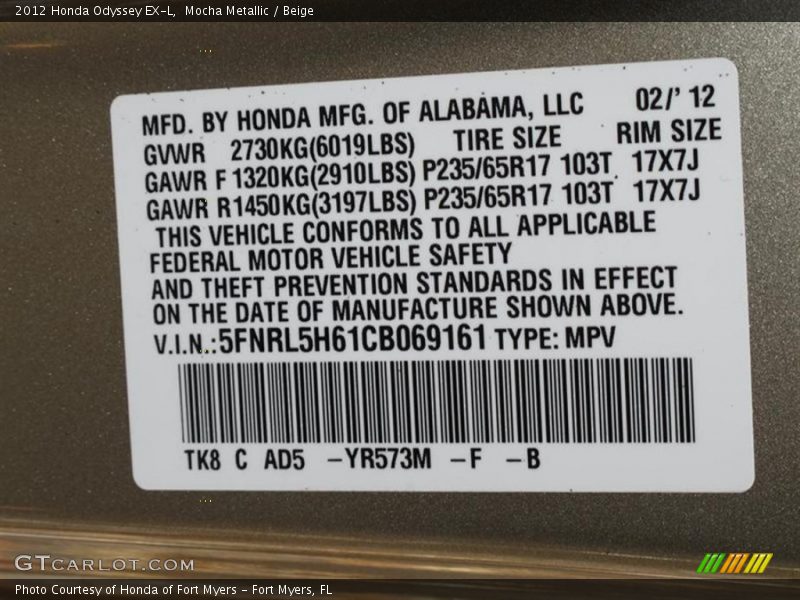 2012 Honda Odyssey EX-L, Mocha Metallic / Beige
MFD. BY HONDA MFG. OF ALABAMA, LLC 02/' 12
GVWR 2730KG(6019LBS) TIRE SIZE RIM SIZE
GAWR F 1320KG(2910LBS) P235/65R17 103T 17X7J
GAWR R1450KG(3197LBS) P235/65R17 103T 17X7J
THIS VEHICLE CONFORMS TO ALL APPLICABLE
FEDERAL MOTOR VEHICLE SAFETY
AND THEFT PREVENTION STANDARDS IN EFFECT
ON THE DATE OF MANUFACTURE SHOWN ABOVE.
V.I.N.:5FNRL5H61CB069161 TYPE: MPV
TK8 C AD5 –YR573M –F –B
GTCARLOT.COM
Photo Courtesy of Honda of Fort Myers - Fort Myers, FL